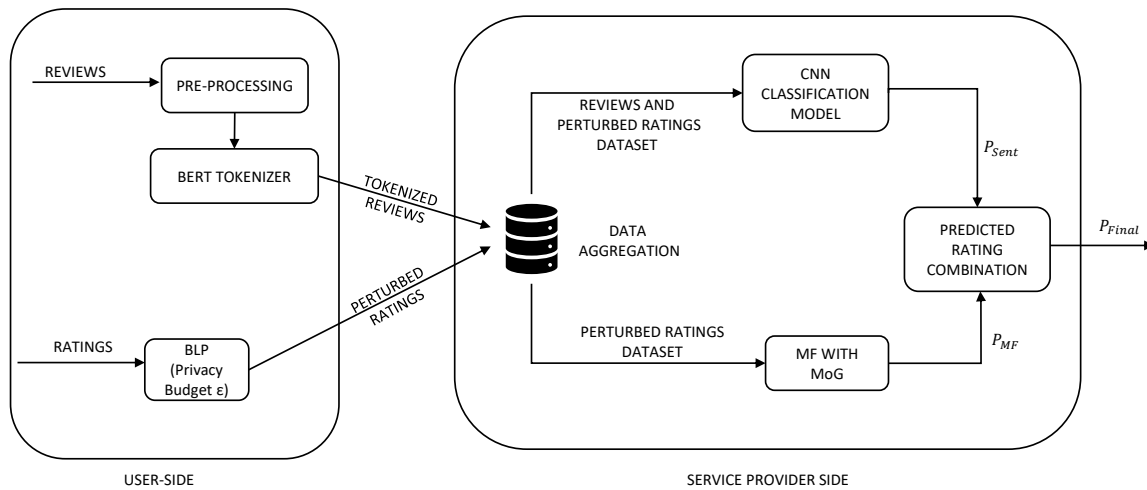 REVIEWS
PRE-PROCESSING
BERT TOKENIZER
TOKENIZED
REVIEWS
RATINGS
BLP
(Privacy
Budget ε)
PERTURBED
RATINGS
USER-SIDE
REVIEWS AND
PERTURBED RATINGS
DATASET
CNN
CLASSIFICATION
MODEL
P_Sent
DATA
AGGREGATION
PREDICTED
RATING
COMBINATION
P_Final
PERTURBED RATINGS
DATASET
MF WITH
MoG
P_MF
SERVICE PROVIDER SIDE